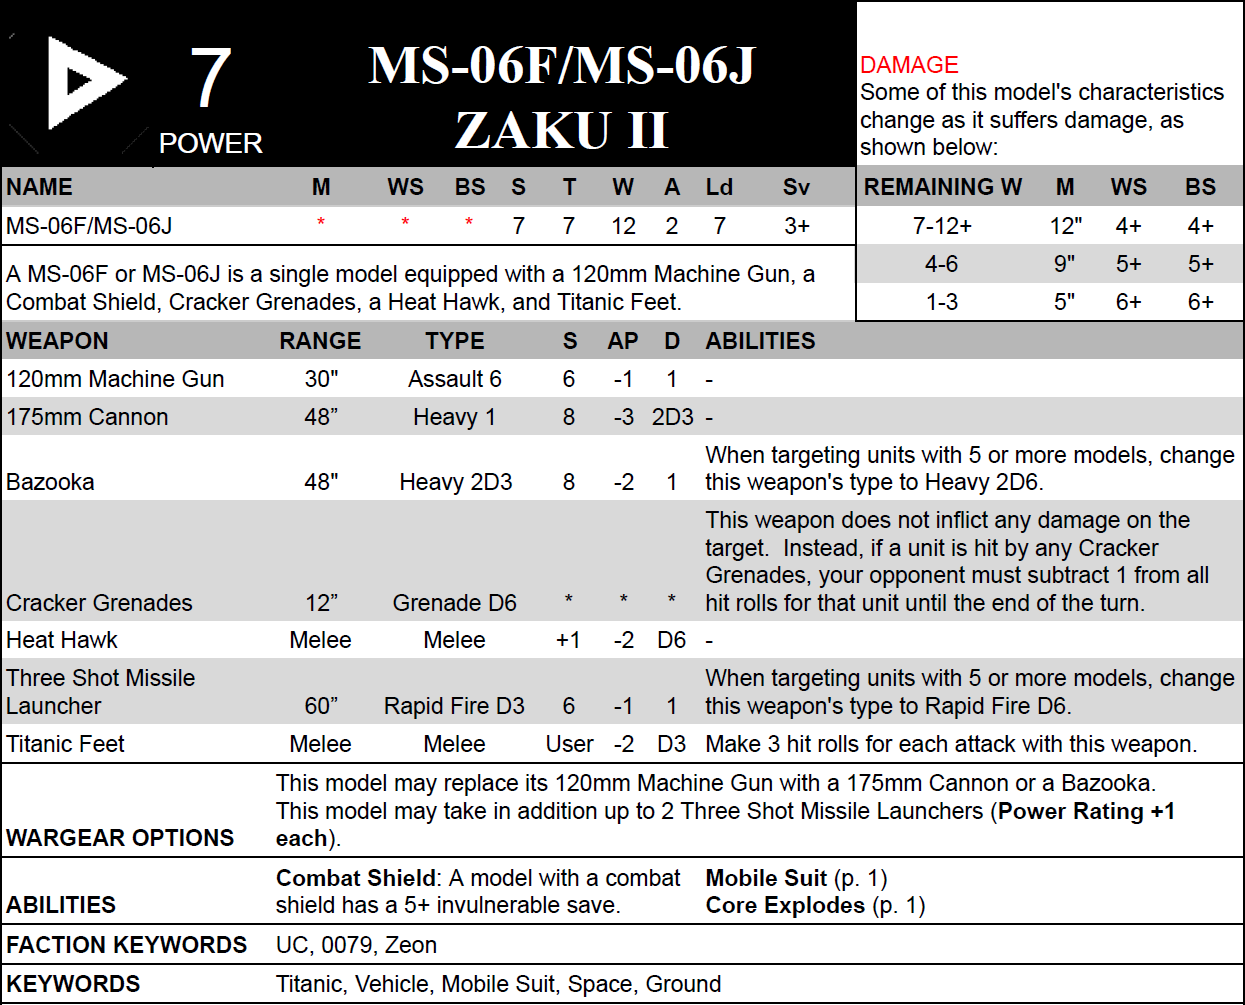 7
POWER
MS-06F/MS-06J
ZAKU II
DAMAGE
Some of this model's characteristics
change as it suffers damage, as
shown below:
NAME M WS BS S T W A Ld Sv
MS-06F/MS-06J * * * 7 7 12 2 7 3+
REMAINING W M WS BS
7-12+ 12" 4+ 4+
4-6 9" 5+ 5+
1-3 5" 6+ 6+
A MS-06F or MS-06J is a single model equipped with a 120mm Machine Gun, a
Combat Shield, Cracker Grenades, a Heat Hawk, and Titanic Feet.
WEAPON RANGE TYPE S AP D ABILITIES
120mm Machine Gun 30" Assault 6 6 -1 1 -
175mm Cannon 48” Heavy 1 8 -3 2D3 -
When targeting units with 5 or more models, change
Bazooka 48" Heavy 2D3 8 -2 1 this weapon's type to Heavy 2D6.
This weapon does not inflict any damage on the
target. Instead, if a unit is hit by any Cracker
Grenades, your opponent must subtract 1 from all
Cracker Grenades 12” Grenade D6 * * * hit rolls for that unit until the end of the turn.
Heat Hawk Melee Melee +1 -2 D6 -
Three Shot Missile When targeting units with 5 or more models, change
Launcher 60” Rapid Fire D3 6 -1 1 this weapon's type to Rapid Fire D6.
Titanic Feet Melee Melee User -2 D3 Make 3 hit rolls for each attack with this weapon.
This model may replace its 120mm Machine Gun with a 175mm Cannon or a Bazooka.
This model may take in addition up to 2 Three Shot Missile Launchers (Power Rating +1
WARGEAR OPTIONS each).
Combat Shield: A model with a combat Mobile Suit (p. 1)
ABILITIES shield has a 5+ invulnerable save. Core Explodes (p. 1)
FACTION KEYWORDS UC, 0079, Zeon
KEYWORDS Titanic, Vehicle, Mobile Suit, Space, Ground